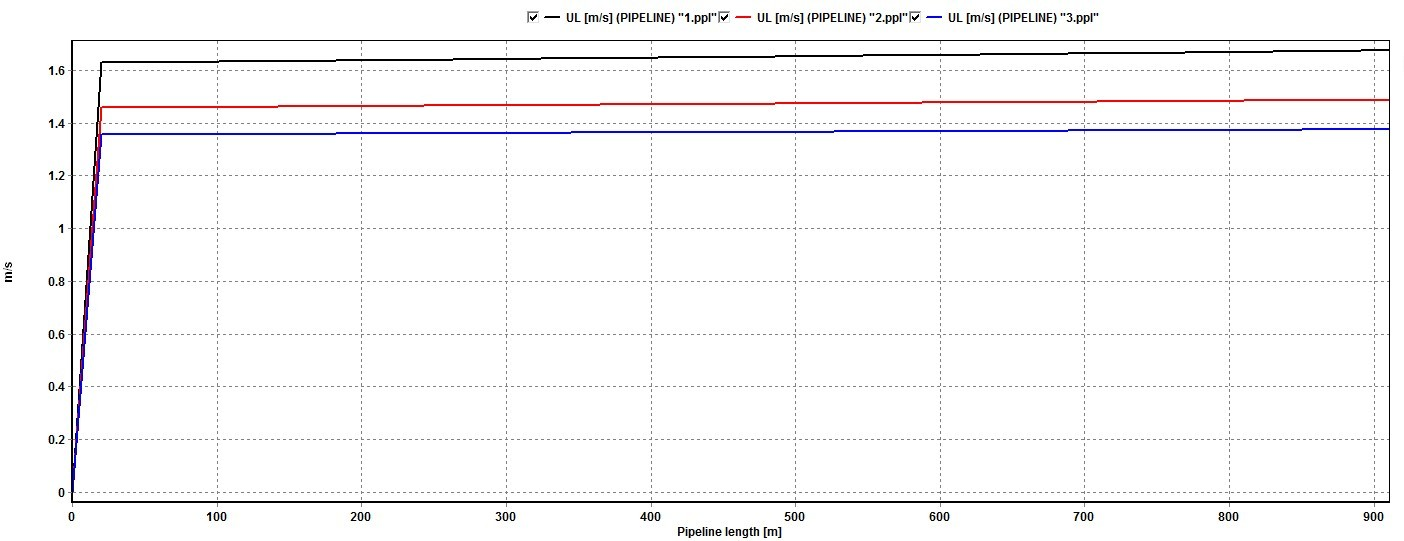 UL [m/s] (PIPELINE) "1.ppl" UL [m/s] (PIPELINE) "2.ppl" UL [m/s] (PIPELINE) "3.ppl"
1.6
1.4
1.2
1
0.8
0.6
0.4
0.2
0
m/s
0 100 200 300 400 500 600 700 800 900
Pipeline length [m]